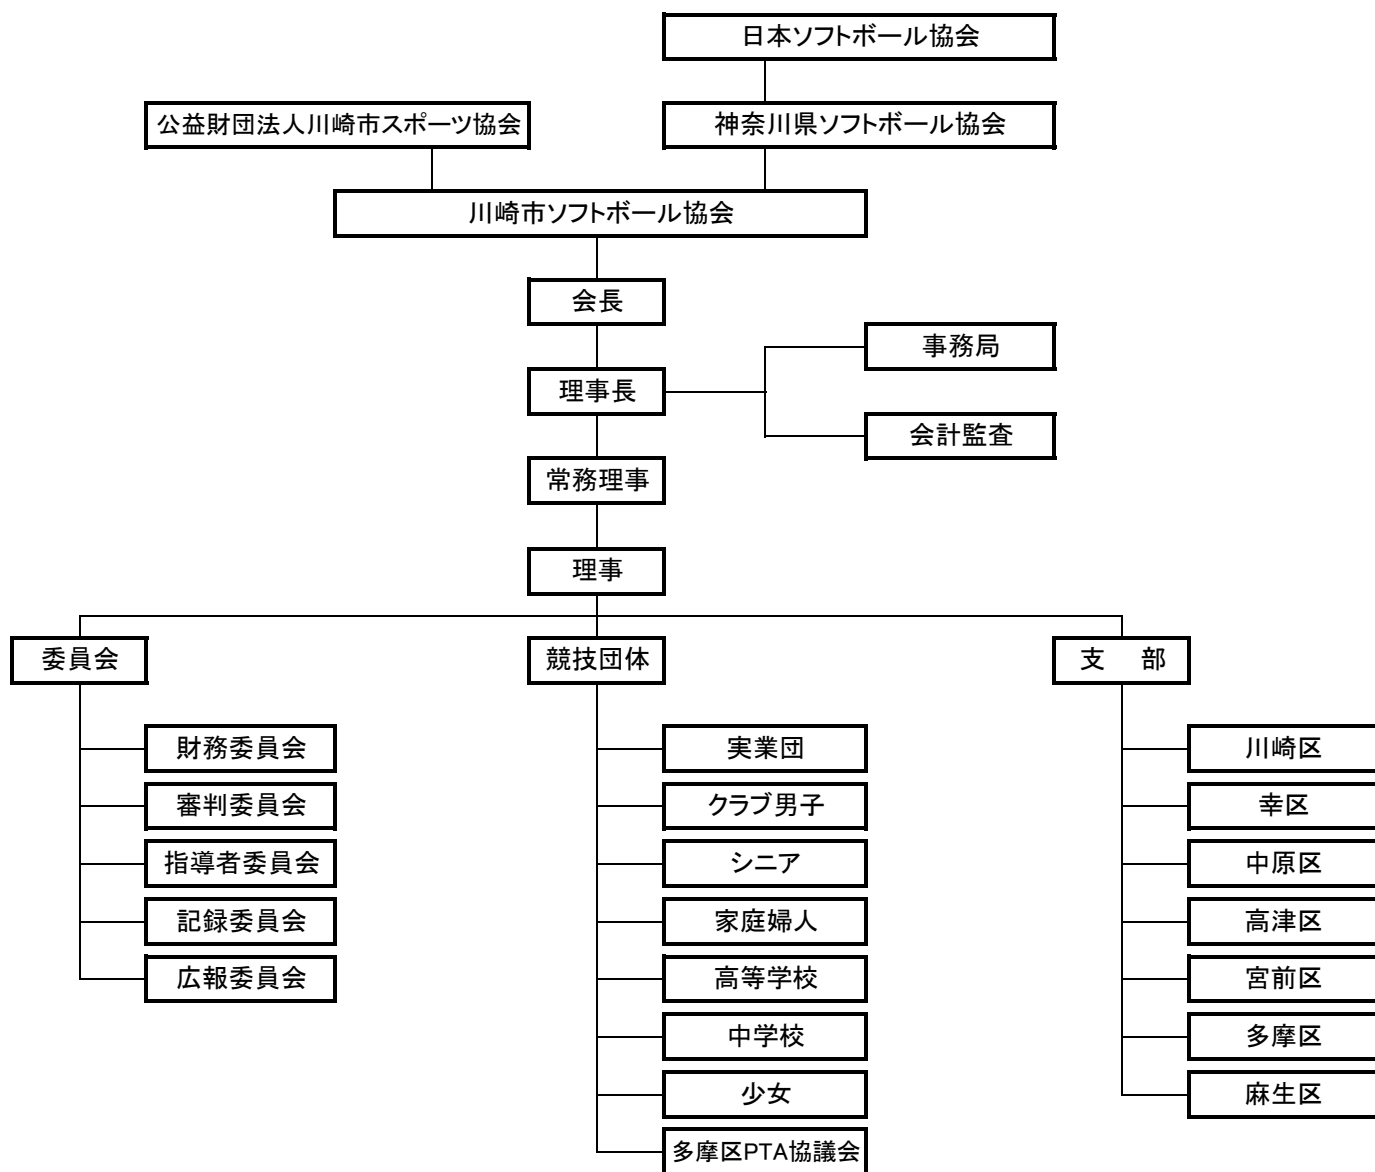 日本ソフトボール協会
公益財団法人川崎市スポーツ協会
神奈川県ソフトボール協会
川崎市ソフトボール協会
会長
事務局
理事長
会計監査
常務理事
理事
委員会
競技団体
支 部
財務委員会
審判委員会
指導者委員会
記録委員会
広報委員会
実業団
クラブ男子
シニア
家庭婦人
高等学校
中学校
少女
多摩区PTA協議会
川崎区
幸区
中原区
高津区
宮前区
多摩区
麻生区